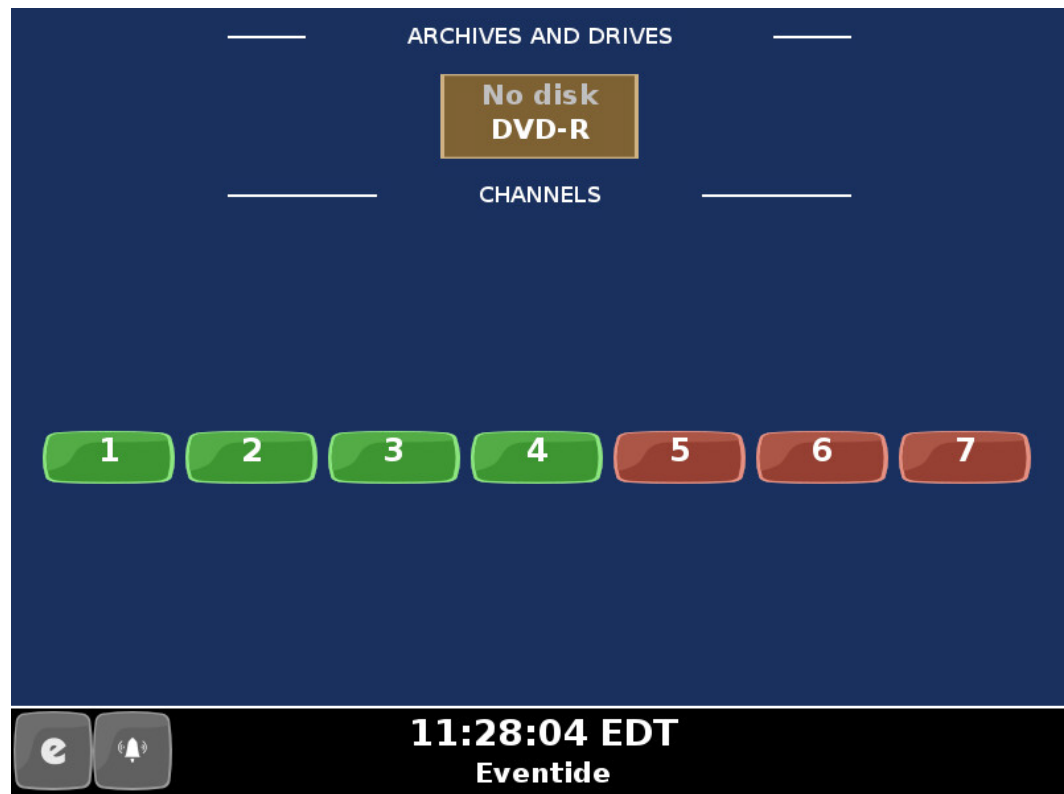 ARCHIVES AND DRIVES
No disk
DVD-R
CHANNELS
1 2 3 4 5 6 7
e
11:28:04 EDT
Eventide